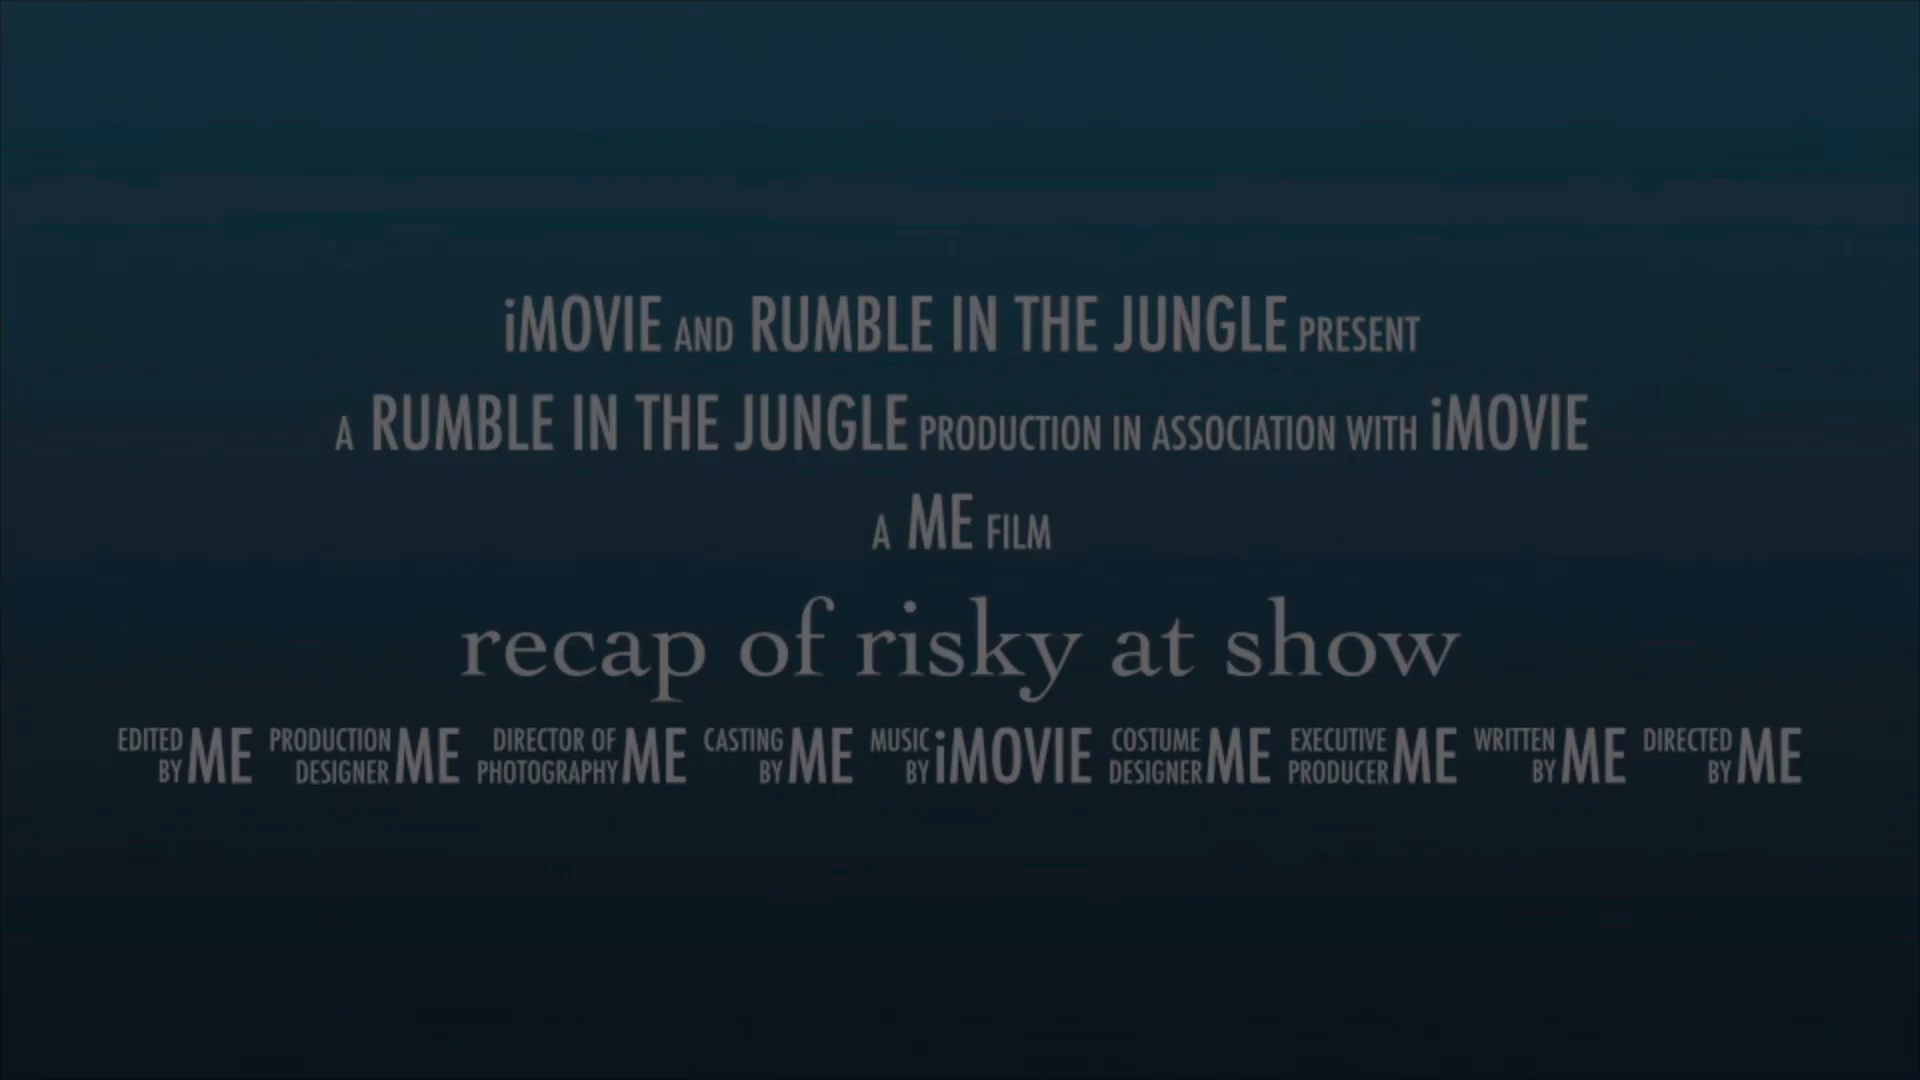 iMOVIE AND RUMBLE IN THE JUNGLE PRESENT
A RUMBLE IN THE JUNGLE PRODUCTION IN ASSOCIATION WITH iMOVIE
A ME FILM
recap of risky at show
EDITED BY ME PRODUCTION DESIGNER ME DIRECTOR OF PHOTOGRAPHY ME CASTING BY ME MUSIC BY iMOVIE COSTUME DESIGNER ME EXECUTIVE PRODUCER ME WRITTEN BY ME DIRECTED BY ME